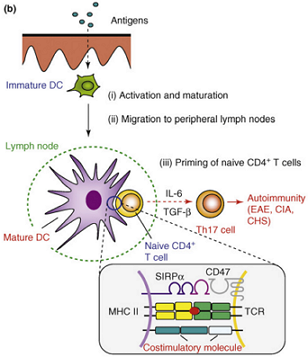 (b)
Antigens
Immature DC
(i) Activation and maturation
(ii) Migration to peripheral lymph nodes
Lymph node
(iii) Priming of naive CD4⁺ T cells
IL-6
TGF-β
Autoimmunity
(EAE, CIA,
CHS)
Th17 cell
Mature DC
Naive CD4⁺
T cell
SIRPα
CD47
MHC II
TCR
Costimulatory molecule